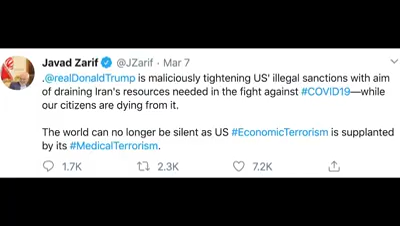 Javad Zarif @JZarif · Mar 7
.@realDonaldTrump is maliciously tightening US' illegal sanctions with aim
of draining Iran's resources needed in the fight against #COVID19—while
our citizens are dying from it.
The world can no longer be silent as US #EconomicTerrorism is supplanted
by its #MedicalTerrorism.
1.7K 2.3K 7.2K